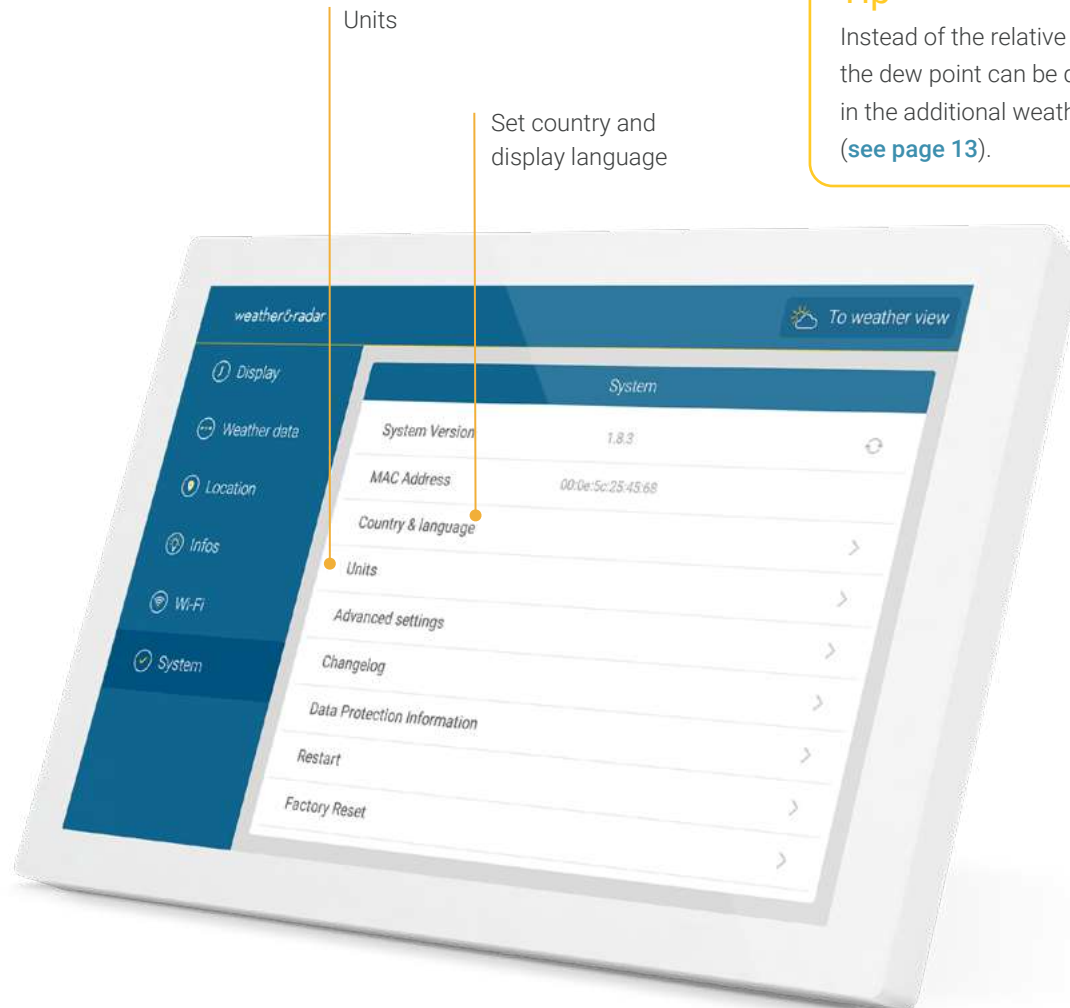 Units
Instead of the relative
the dew point can be
in the additional
(see page 13).
Set country and
display language
weather&radar
To weather view
Display
Weather data
Location
Infos
Wi-Fi
System
System
System Version 1.8.3
MAC Address 00:0e:5c:25:45:68
Country & language
Units
Advanced settings
Changelog
Data Protection Information
Restart
Factory Reset